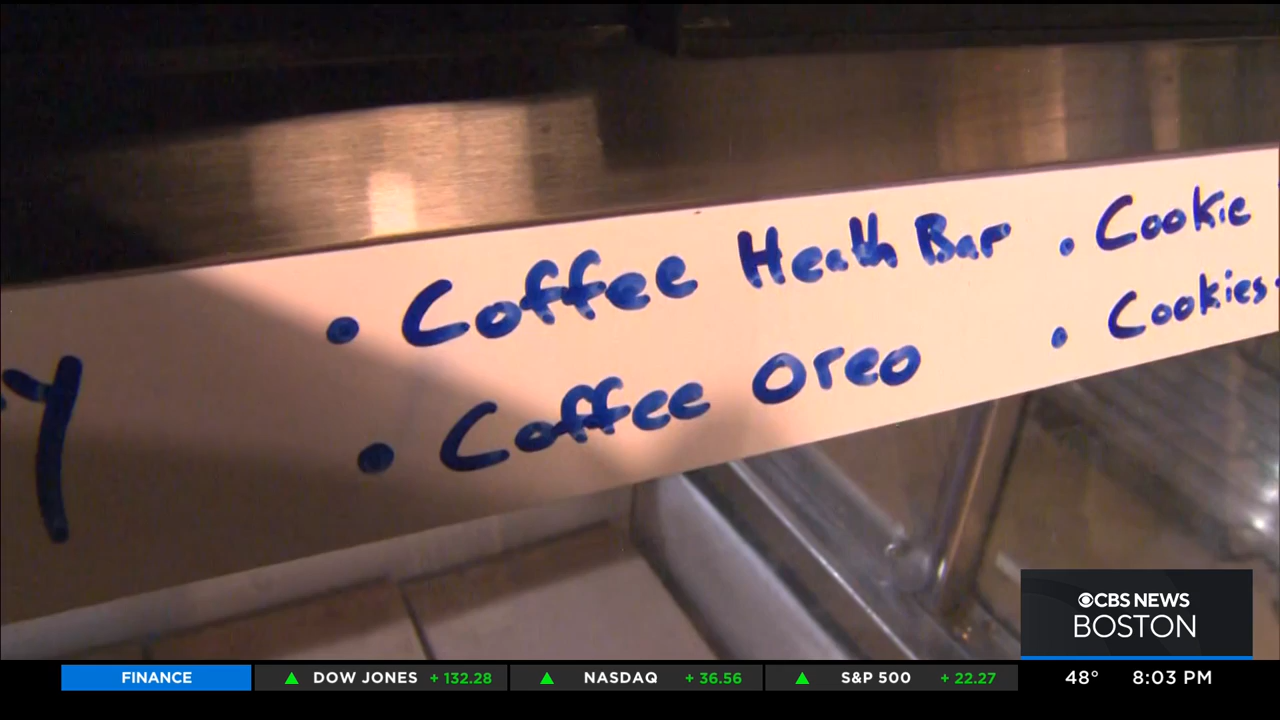 • Coffee Heath Bar
• Coffee Oreo
• Cookie
• Cookies
y
CBS NEWS
BOSTON
FINANCE
DOW JONES + 132.28
NASDAQ + 36.56
S&P 500 + 22.27
48° 8:03 PM